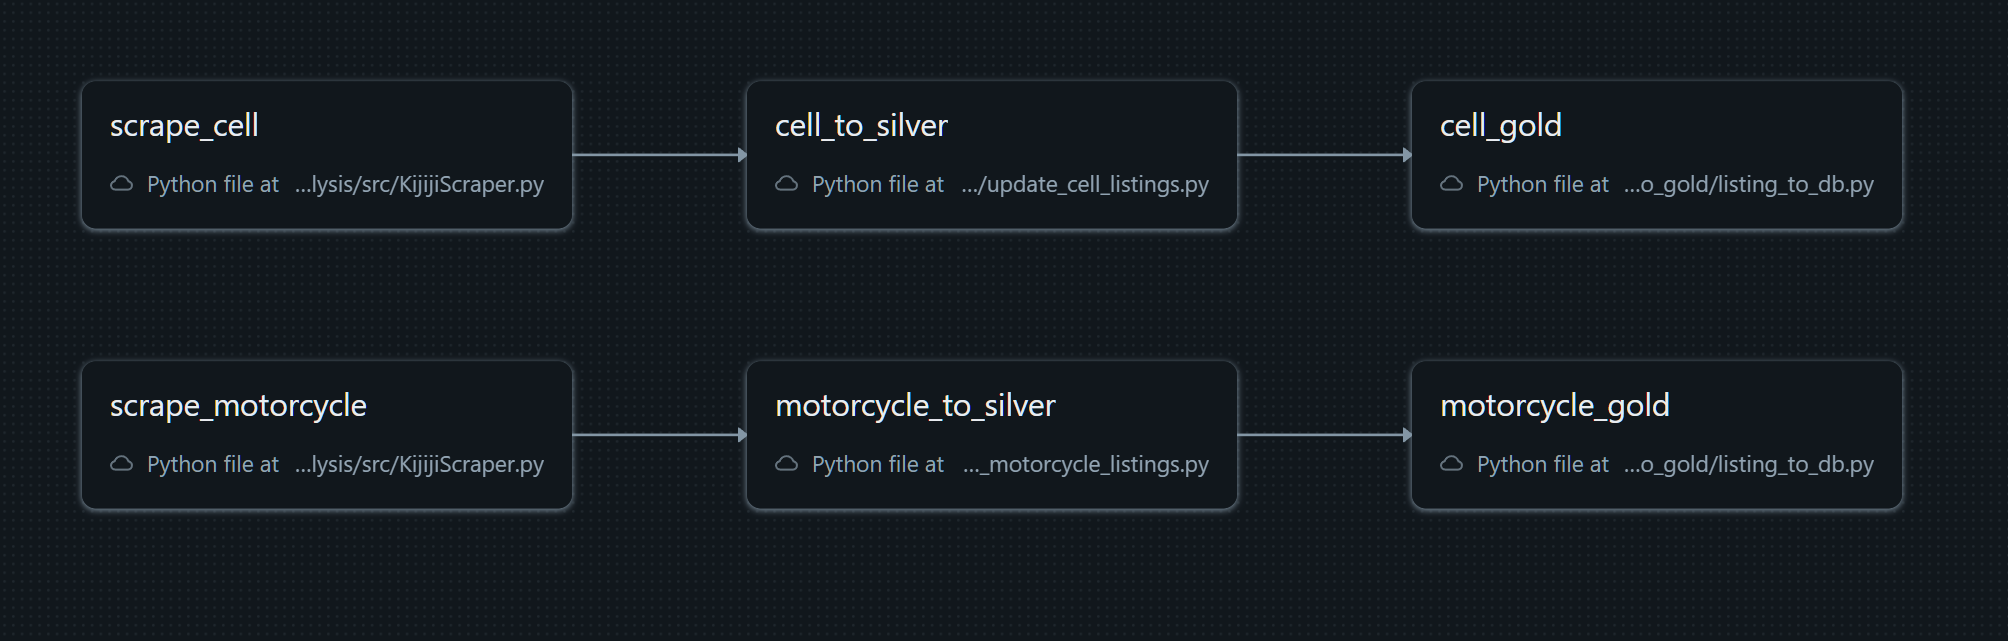 scrape_cell
Python file at ...lysis/src/KijijiScraper.py
cell_to_silver
Python file at .../update_cell_listings.py
cell_gold
Python file at ...o_gold/listing_to_db.py
scrape_motorcycle
Python file at ...lysis/src/KijijiScraper.py
motorcycle_to_silver
Python file at ..._motorcycle_listings.py
motorcycle_gold
Python file at ...o_gold/listing_to_db.py